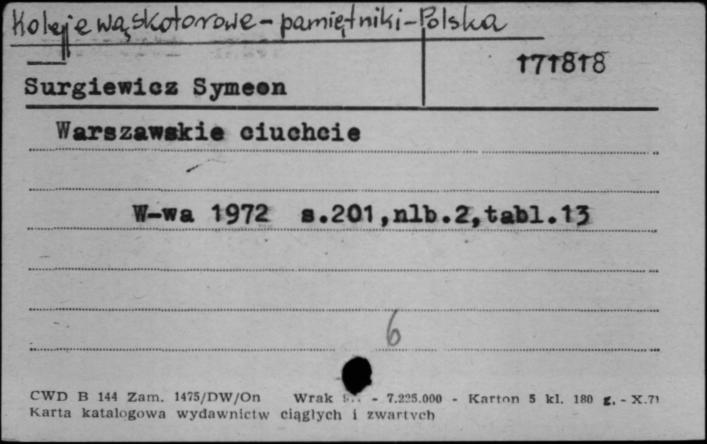 Koleje wąskotorowe - pamiętniki - Polska
171818
Surgiewicz Symeon
Warszawskie ciuchcie
W-wa 1972 s.201,nlb.2,tabl.13
6
CWD B 144 Zam. 1475/DW/On Wrak - 7.225.000 - Karton 5 kl. 180 g. - X.71
Karta katalogowa wydawnictw ciągłych i zwartych